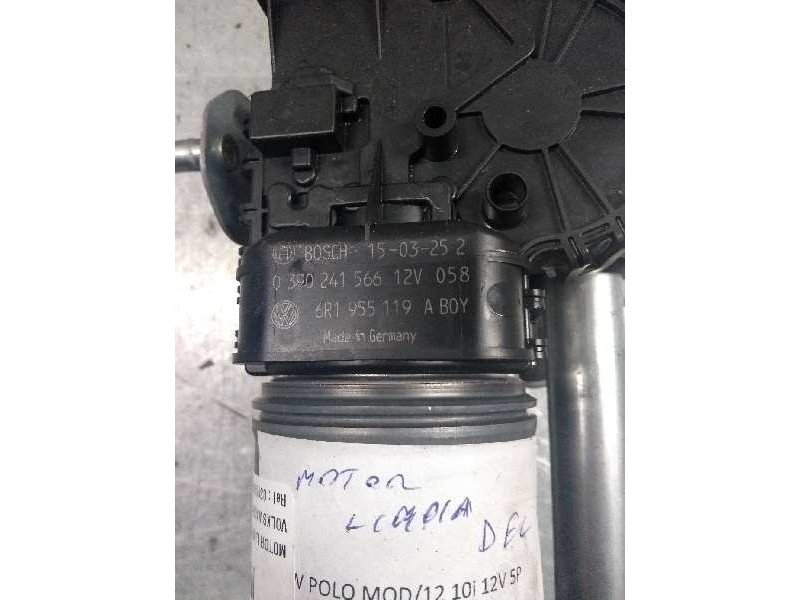 BOSCH 15-03-25 2
0 390 241 566 12V 058
6R1 955 119 A BOY
Made in Germany
MOTOR
LIMPIA
DEL
POLO MOD/12 10i 12V 5P
MOTOR